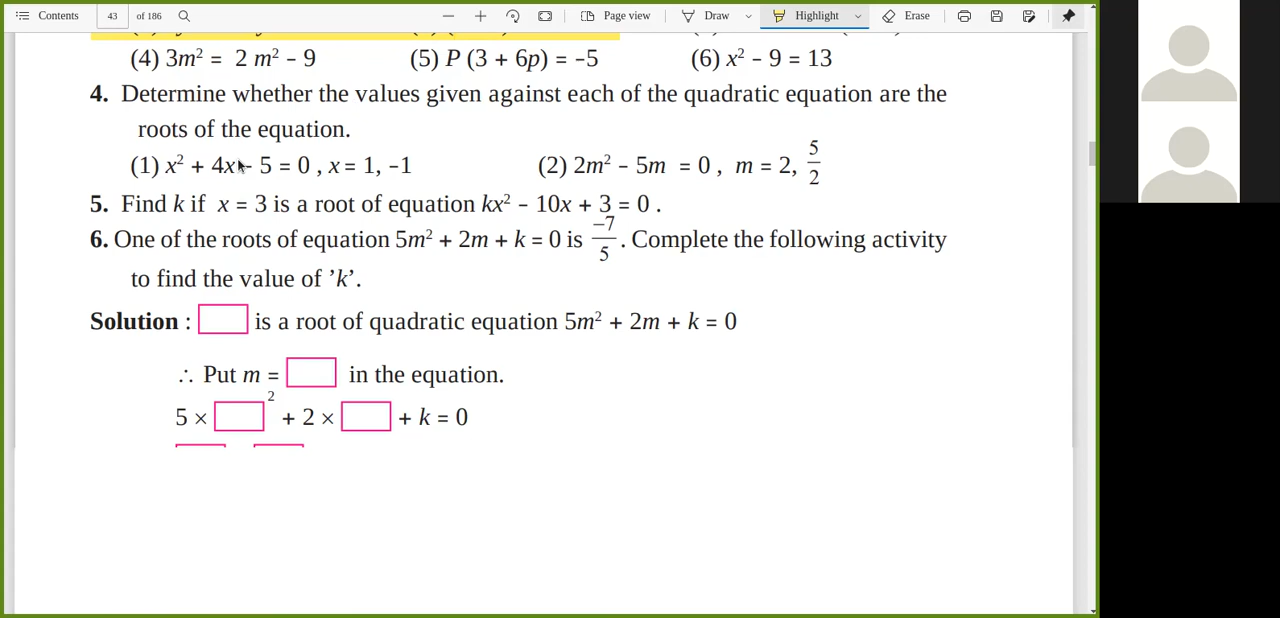 Contents 43 of 186 Page view Draw Highlight Erase
(4) 3m² = 2 m² – 9 (5) P (3 + 6p) = –5 (6) x² – 9 = 13
4. Determine whether the values given against each of the quadratic equation are the
roots of the equation.
(1) x² + 4x – 5 = 0 , x = 1, –1 (2) 2m² – 5m = 0 , m = 2, 5/2
5. Find k if x = 3 is a root of equation kx² – 10x + 3 = 0 .
6. One of the roots of equation 5m² + 2m + k = 0 is –7/5 . Complete the following activity
to find the value of ’k’.
Solution : is a root of quadratic equation 5m² + 2m + k = 0
∴ Put m = in the equation.
5 × ² + 2 × + k = 0